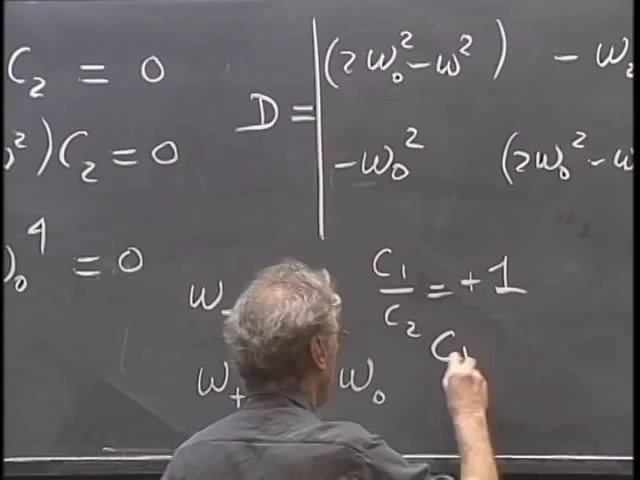 C₂ = 0
²)C₂ = 0
₀⁴ = 0
D = | (2ω₀² - ω²) - ω
- ω₀² (2ω₀² - ω
ω₋ C₁/C₂ = +1
ω₊ ω₀ C₁